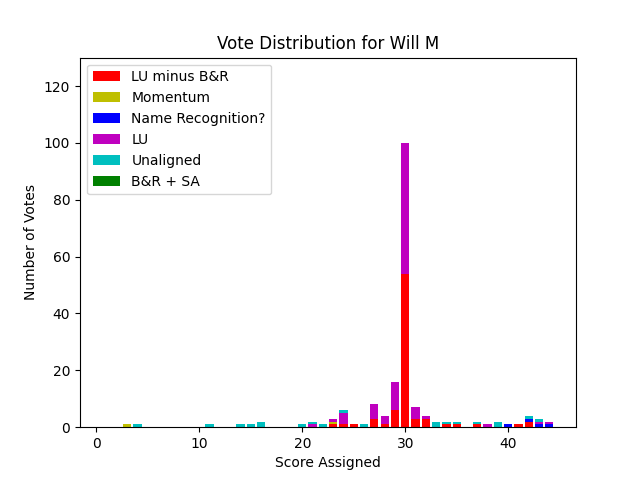 Vote Distribution for Will M
LU minus B&R
Momentum
Name Recognition?
LU
Unaligned
B&R + SA
Number of Votes
120
100
80
60
40
20
0
0 10 20 30 40
Score Assigned